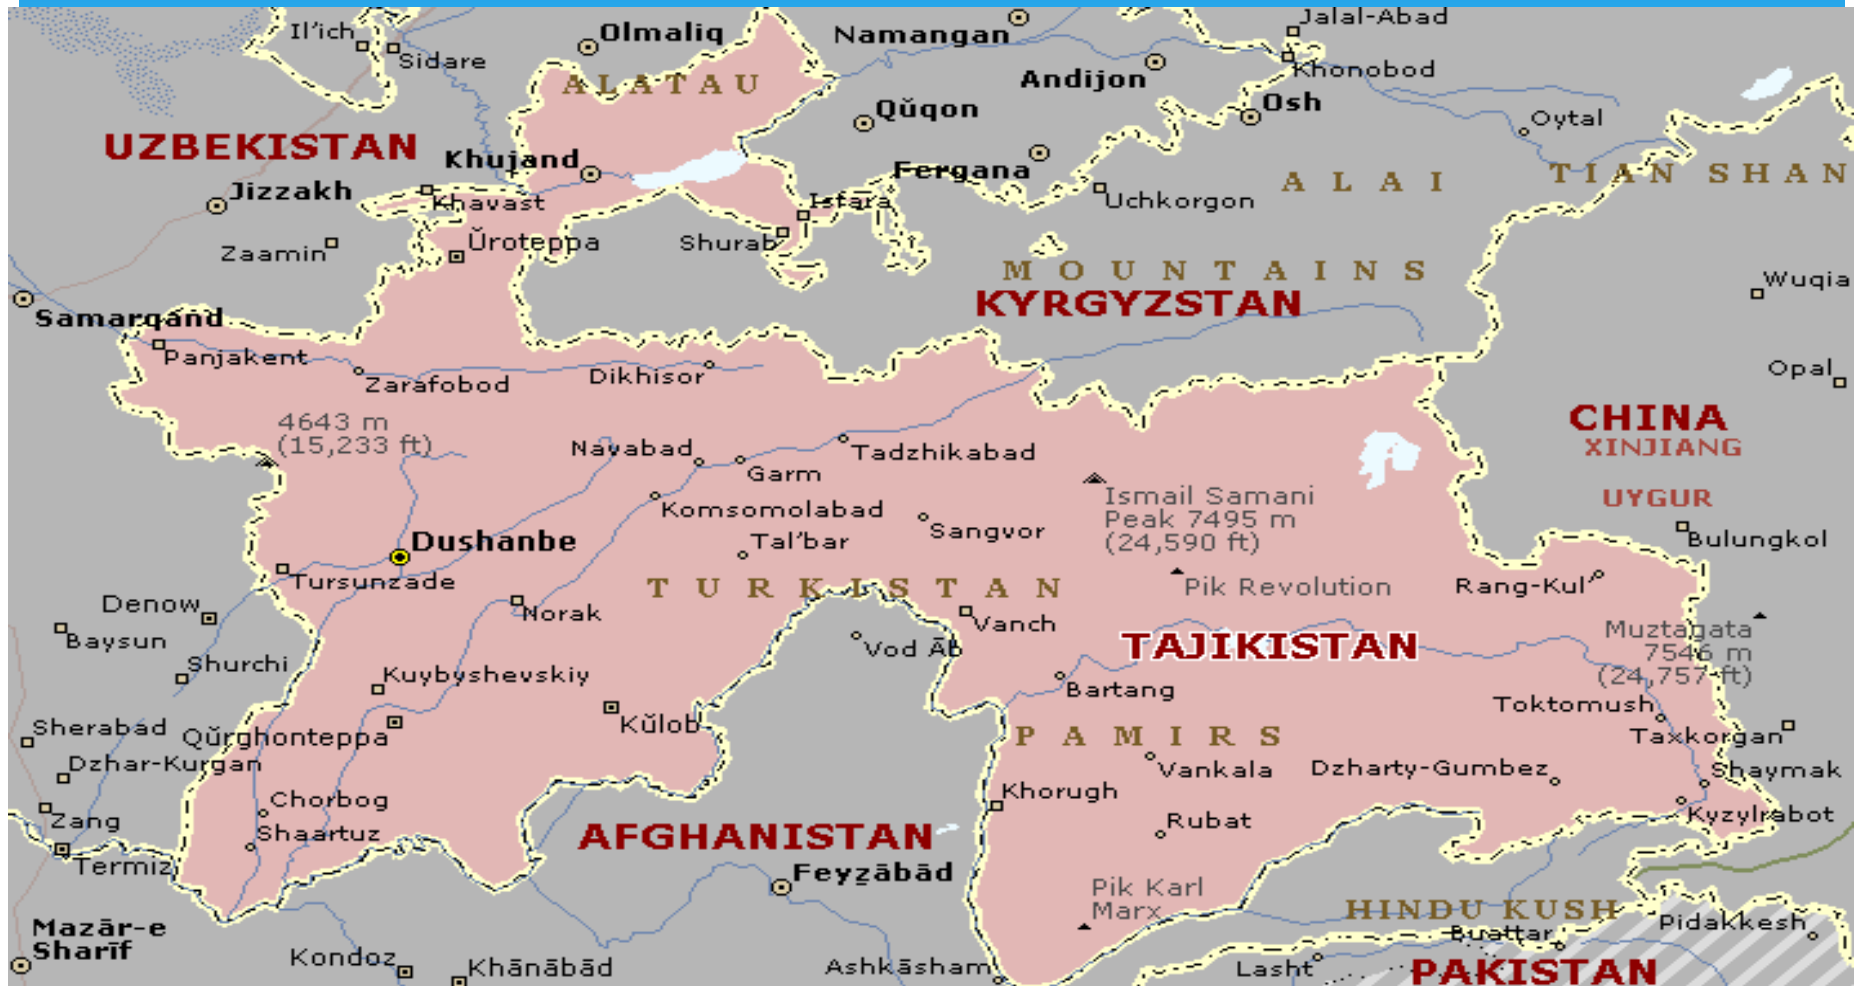 Il'ich
Sidare
Olmaliq
Namangan
Jalal-Abad
Khonobod
Andijon
ALATAU
Qŭqon
Osh
Oytal
UZBEKISTAN
Khujand
Fergana
Jizzakh
Khavast
Isfara
Uchkorgon
ALAI
TIAN SHAN
Zaamin
Ŭroteppa
Shurab
MOUNTAINS
KYRGYZSTAN
Wuqia
Samarqand
Panjakent
Zarafobod
Dikhisor
Opal
4643 m
(15,233 ft)
CHINA
XINJIANG
UYGUR
Navabad
Garm
Tadzhikabad
Komsomolabad
Ismail Samani
Peak 7495 m
(24,590 ft)
Sangvor
Tal'bar
Dushanbe
Bulungkol
Tursunzade
TURKISTAN
Pik Revolution
Rang-Kul'
Denow
Baysun
Norak
Vanch
Vod Āb
TAJIKISTAN
Muztagata
7546 m
(24,757 ft)
Shurchi
Kuybyshevskiy
Bartang
Toktomush
Sherabad
Qŭrghonteppa
Kŭlob
PAMIRS
Taxkorgan
Dzhar-Kurgan
Vankala
Dzharty-Gumbez
Shaymak
Chorbog
Khorugh
Kyzylrabot
Zang
Shaartuz
AFGHANISTAN
Rubat
Termiz
Feyẕābād
Pik Karl
Marx
HINDU KUSH
Pidakkesh
Mazār-e
Sharīf
Buattar
Kondoz
Khānābād
Ashkāsham
Lasht
PAKISTAN